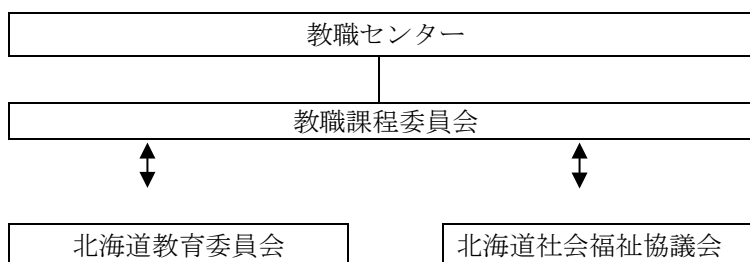 教職センター
教職課程委員会
北海道教育委員会
北海道社会福祉協議会